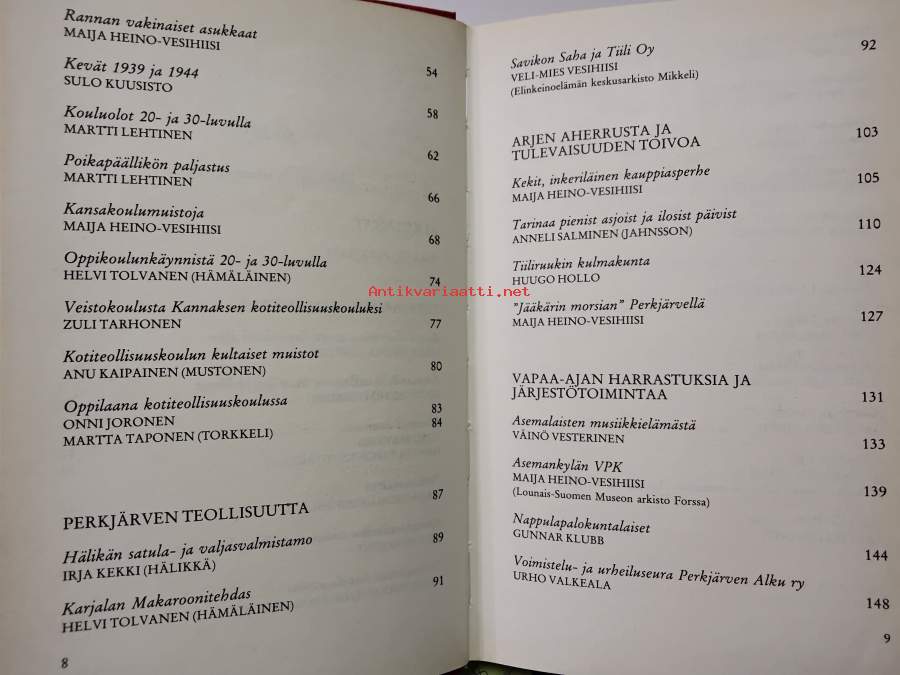 Rannan vakinaiset asukkaat
MAIJA HEINO-VESIHIISI
Kevät 1939 ja 1944 54
SULO KUUSISTO
Kouluolot 20- ja 30-luvulla 58
MARTTI LEHTINEN
Poikapäällikön paljastus 62
MARTTI LEHTINEN
Kansakoulumuistoja 66
MAIJA HEINO-VESIHIISI 68
Oppikoulunkäynnistä 20- ja 30-luvulla
HELVI TOLVANEN (HÄMÄLÄINEN) 74
Veistokoulusta Kannaksen kotiteollisuuskouluksi
ZULI TARHONEN 77
Kotiteollisuuskoulun kultaiset muistot
ANU KAIPAINEN (MUSTONEN) 80
Oppilaana kotiteollisuuskoulussa
ONNI JORONEN 83
MARTTA TAPONEN (TORKKELI) 84
PERKJÄRVEN TEOLLISUUTTA 87
Hälikän satula- ja valjasvalmistamo 89
IRJA KEKKI (HÄLIKKÄ)
Karjalan Makaroonitehdas 91
HELVI TOLVANEN (HÄMÄLÄINEN)
8
Savikon Saha ja Tiili Oy 92
VELI-MIES VESIHIISI
(Elinkeinoelämän keskusarkisto Mikkeli)
ARJEN AHERRUSTA JA
TULEVAISUUDEN TOIVOA 103
Kekit, inkeriläinen kauppiasperhe 105
MAIJA HEINO-VESIHIISI
Tarinaa pienist asjoist ja ilosist päivist 110
ANNELI SALMINEN (JAHNSSON)
Tiiliruukin kulmakunta 124
HUUGO HOLLO
"Jääkärin morsian" Perkjärvellä 127
MAIJA HEINO-VESIHIISI
VAPAA-AJAN HARRASTUKSIA JA
JÄRJESTÖTOIMINTAA 131
Asemalaisten musiikkielämästä
VÄINÖ VESTERINEN 133
Asemankylän VPK
MAIJA HEINO-VESIHIISI 139
(Lounais-Suomen Museon arkisto Forssa)
Nappulapalokuntalaiset
GUNNAR KLUBB 144
Voimistelu- ja urheiluseura Perkjärven Alku ry
URHO VALKEALA 148
9
Antikvariaatti.net